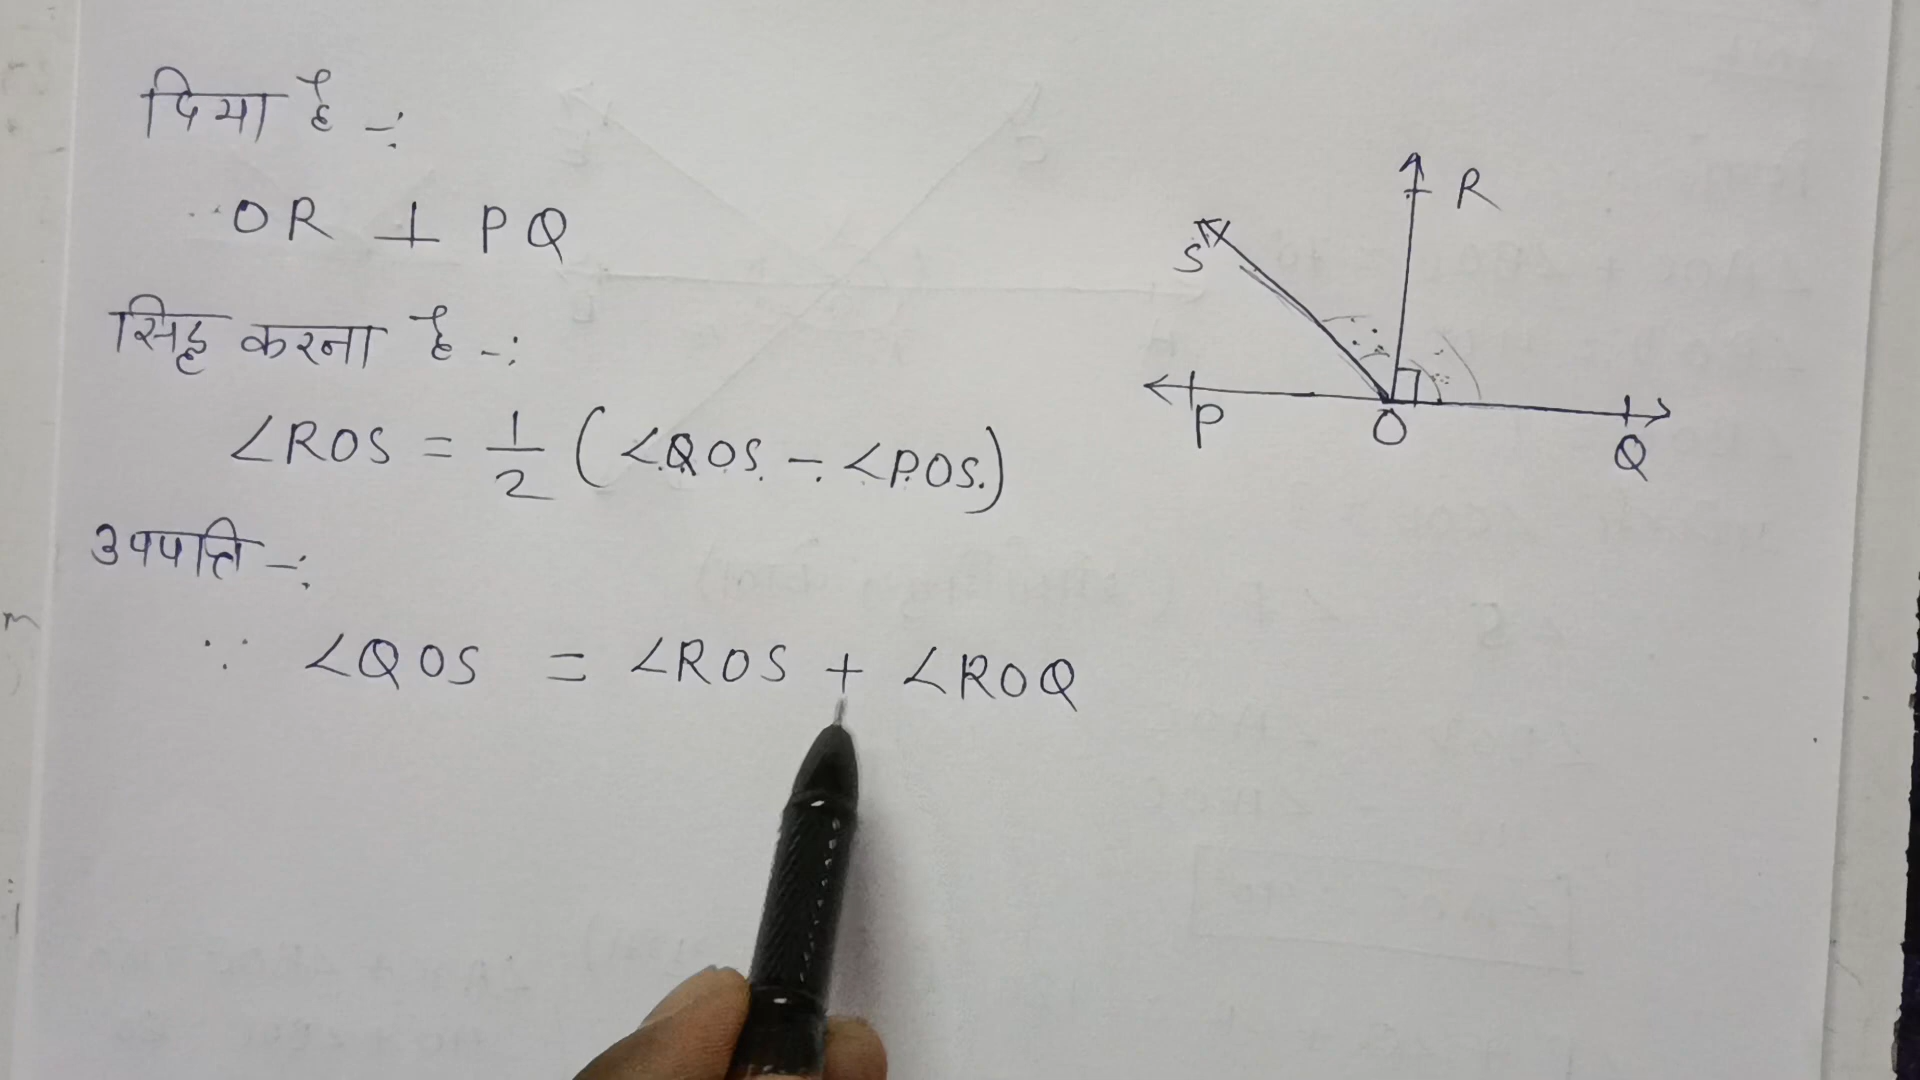 दिया है -:
OR ⊥ PQ
सिद्ध करना है -:
∠ROS = 1/2 (∠QOS - ∠POS)
उपपत्ति -:
∵ ∠QOS = ∠ROS + ∠ROQ
R
S
P
O
Q